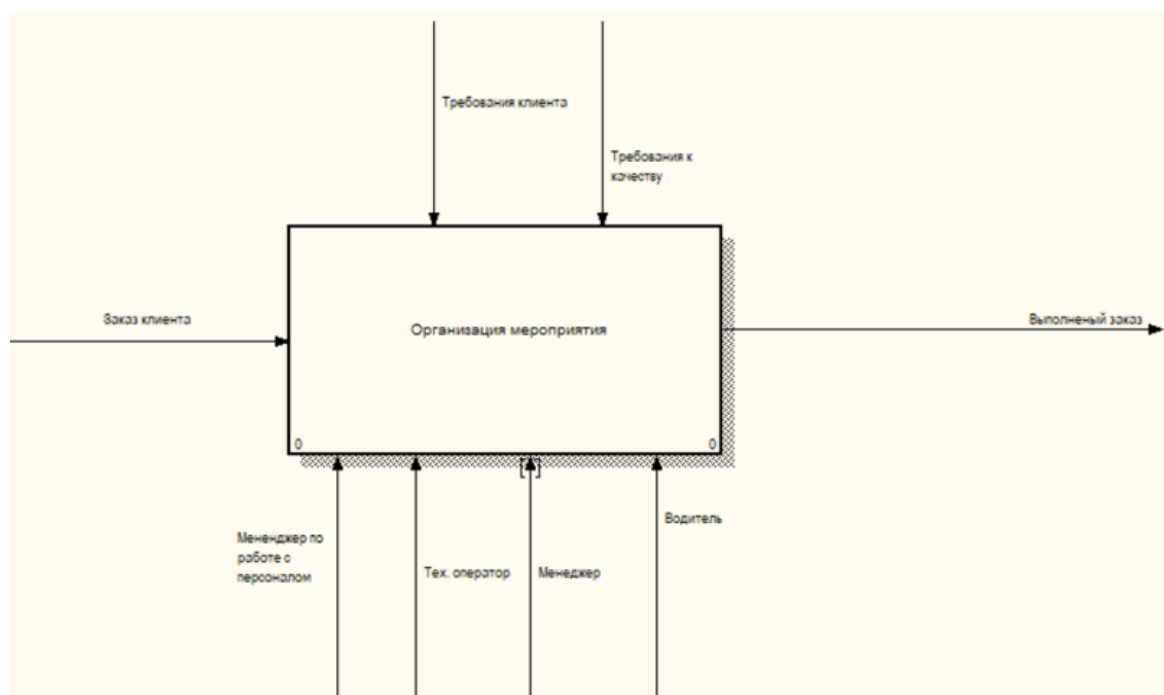 Требования клиента
Требования к
качеству
Заказ клиента
Организация мероприятия
Выполненый заказ
0
0
[ ]
Водитель
Мененджер по
работе с
персоналом
Тех. оператор
Менеджер